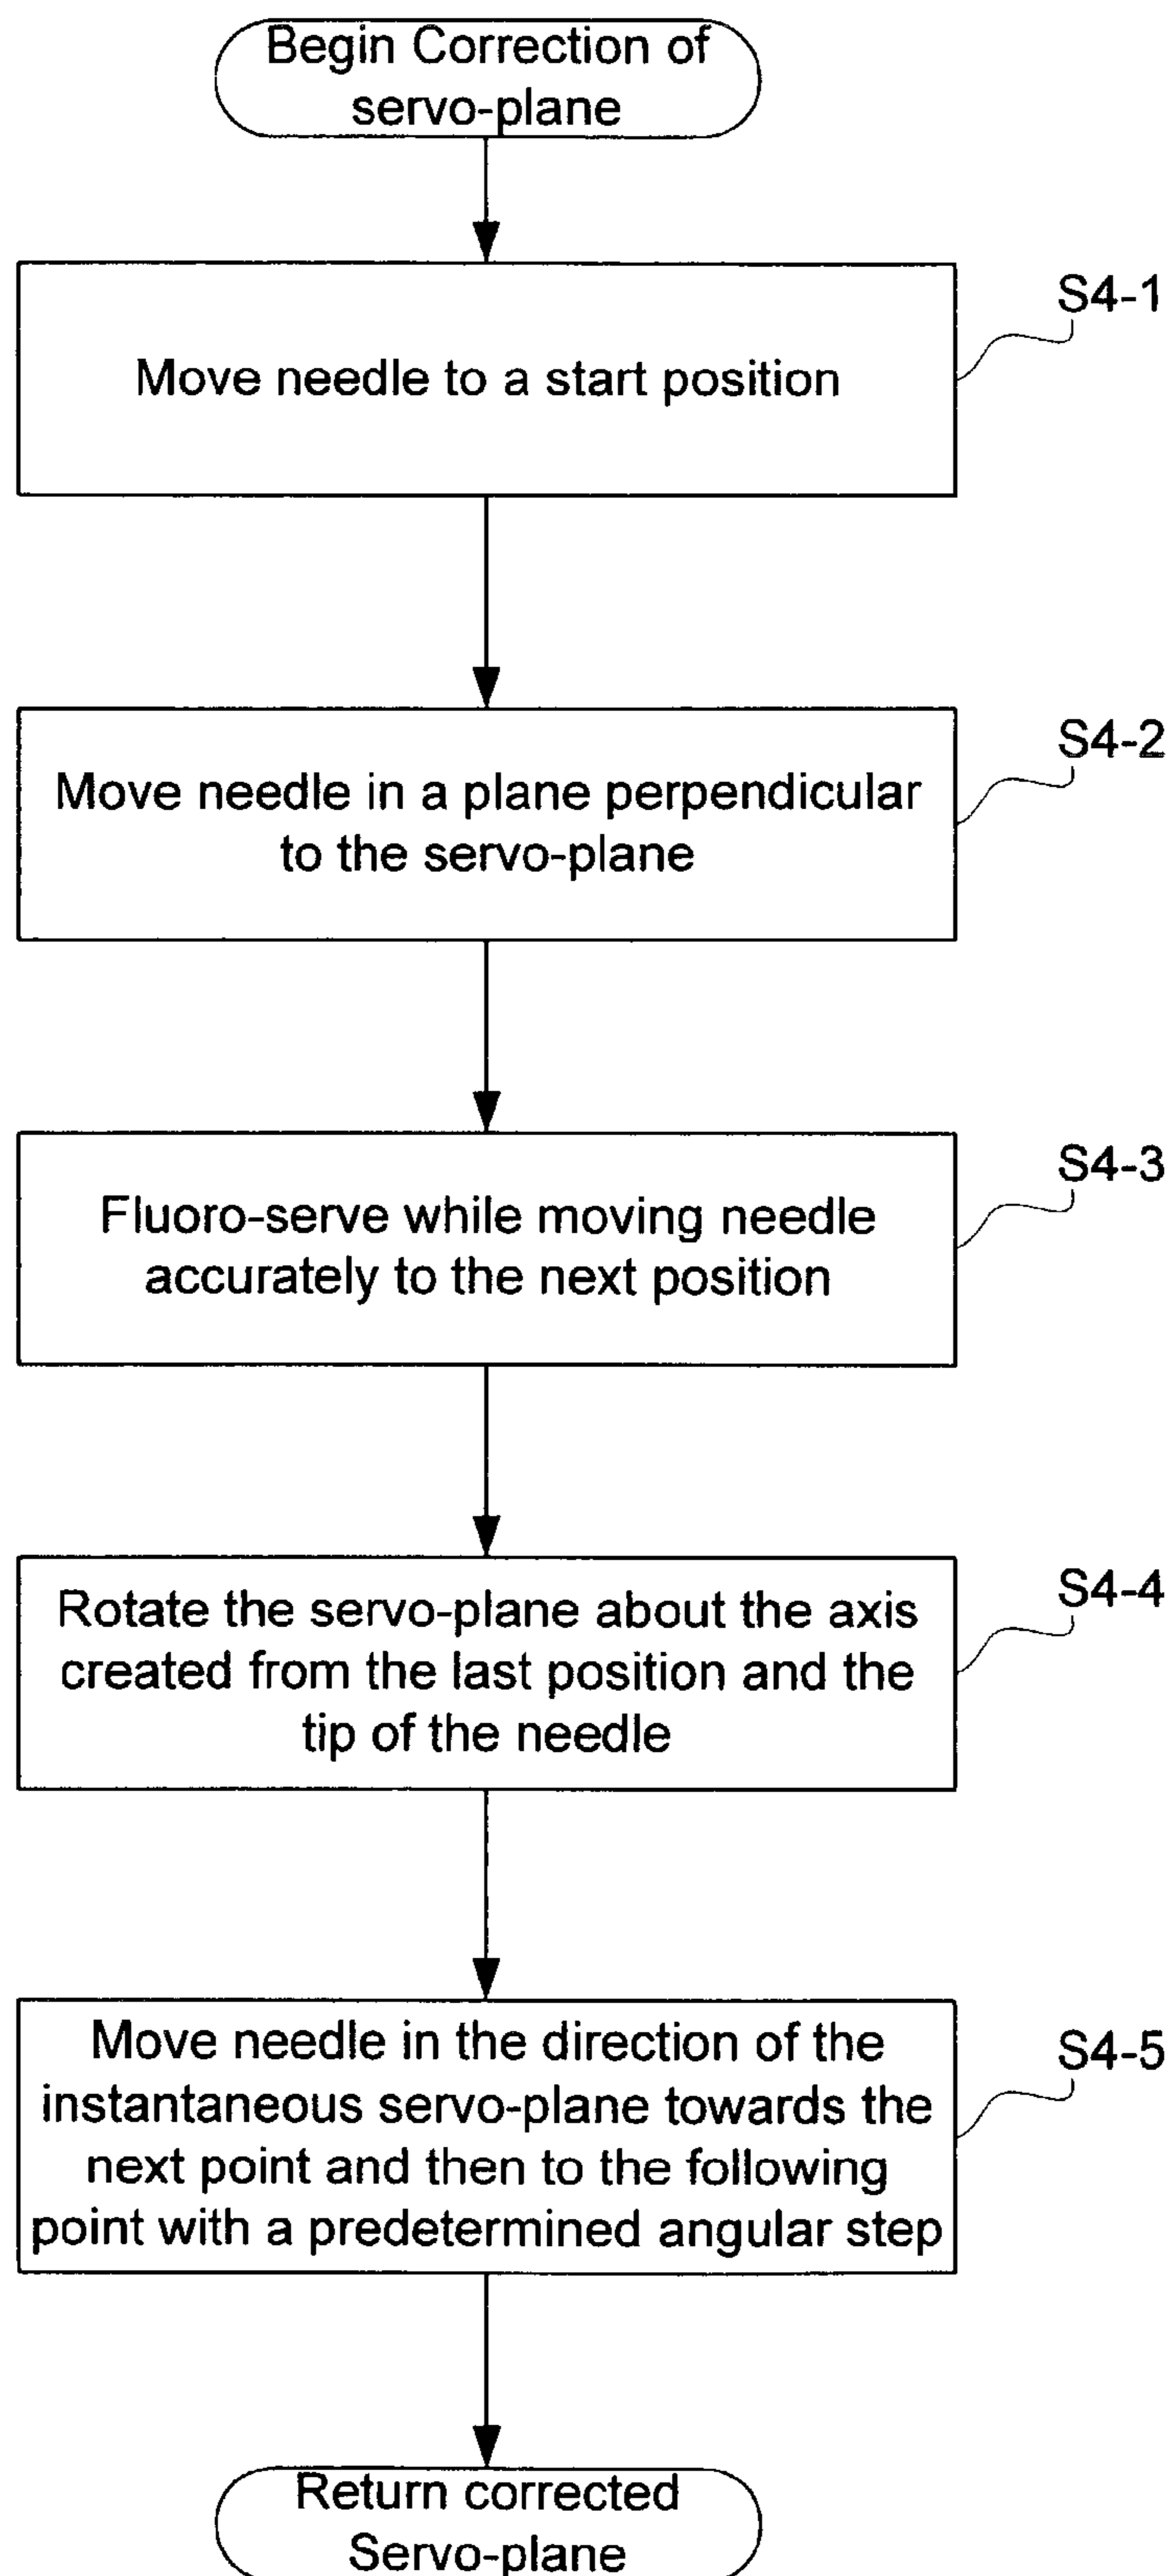 Begin Correction of
servo-plane
S4-1
Move needle to a start position
S4-2
Move needle in a plane perpendicular
to the servo-plane
S4-3
Fluoro-serve while moving needle
accurately to the next position
S4-4
Rotate the servo-plane about the axis
created from the last position and the
tip of the needle
S4-5
Move needle in the direction of the
instantaneous servo-plane towards the
next point and then to the following
point with a predetermined angular step
Return corrected
Servo-plane